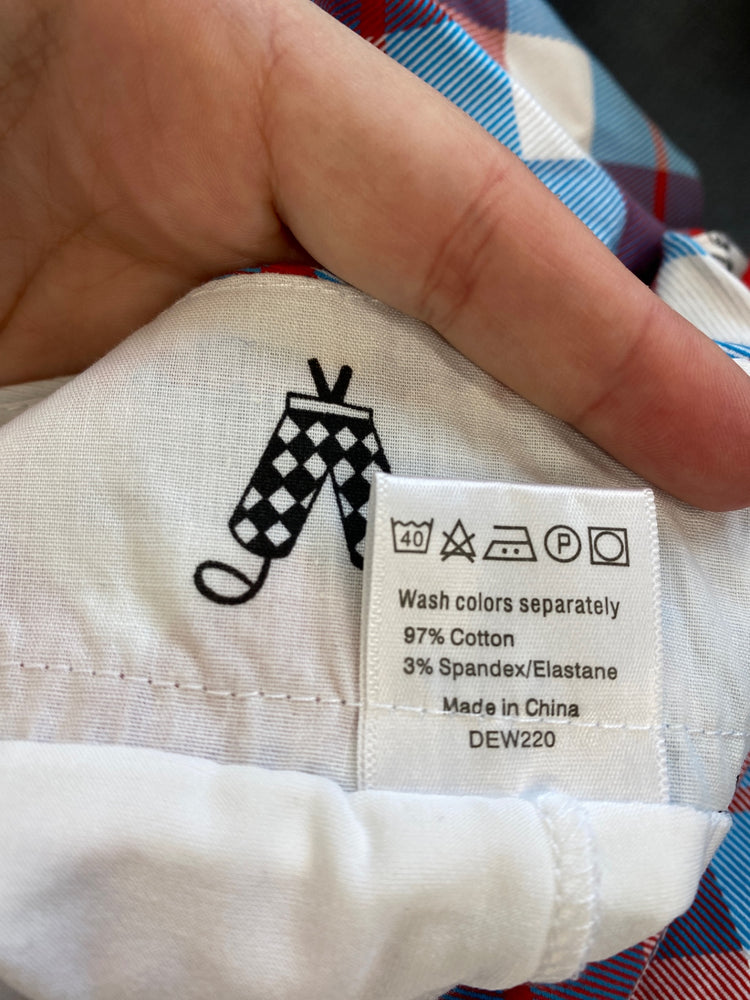 40 P
Wash colors separately
97% Cotton
3% Spandex/Elastane
Made in China
DEW220